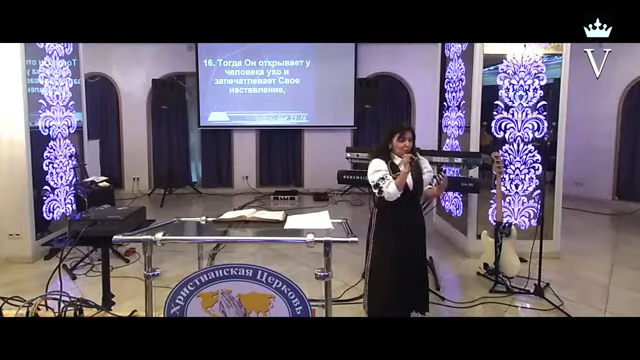 V
16. Тогда Он открывает у
человека ухо и
запечатлевает Свое
наставление,
Христианская Церковь